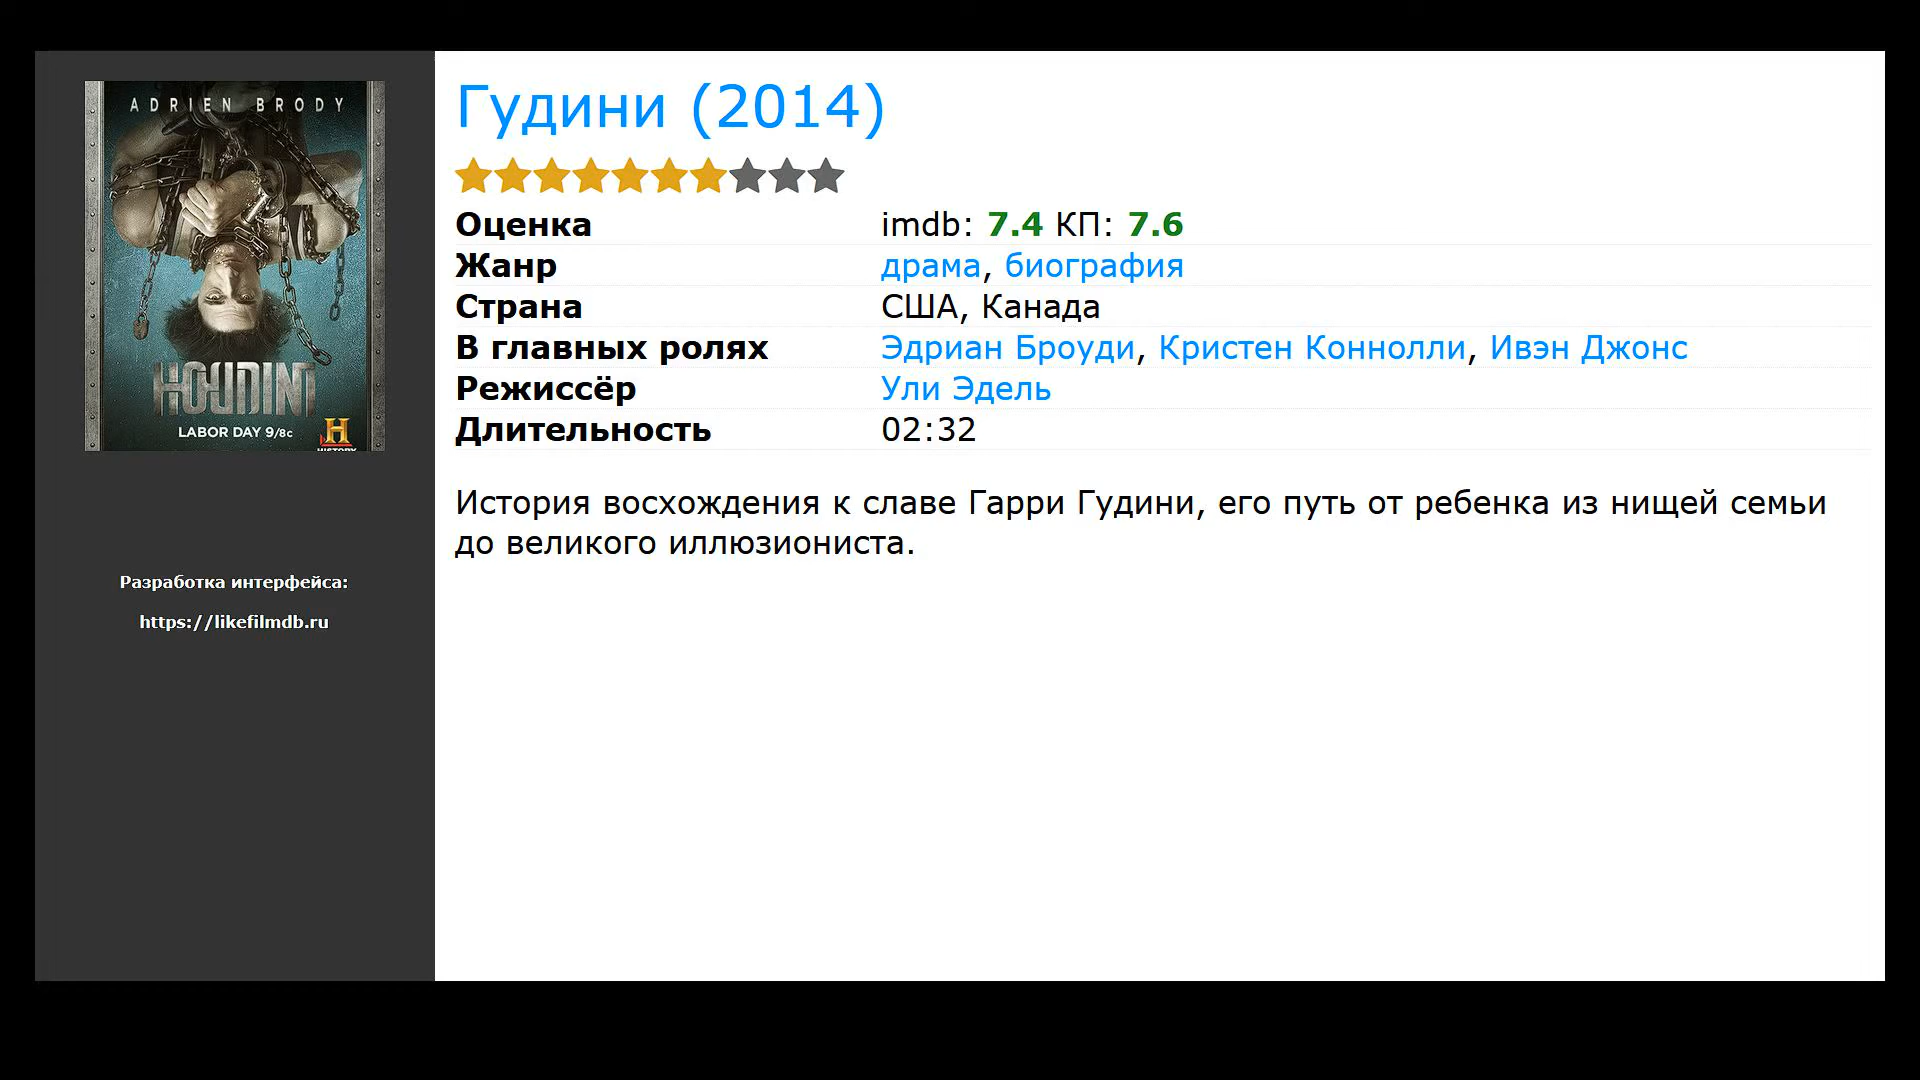 ADRIEN BRODY
HOUDINI
LABOR DAY 9/8c
H
HISTORY
Разработка интерфейса:
https://likefilmdb.ru
Гудини (2014)
Оценка imdb: 7.4 КП: 7.6
Жанр драма, биография
Страна США, Канада
В главных ролях Эдриан Броуди, Кристен Коннолли, Ивэн Джонс
Режиссёр Ули Эдель
Длительность 02:32
История восхождения к славе Гарри Гудини, его путь от ребенка из нищей семьи
до великого иллюзиониста.